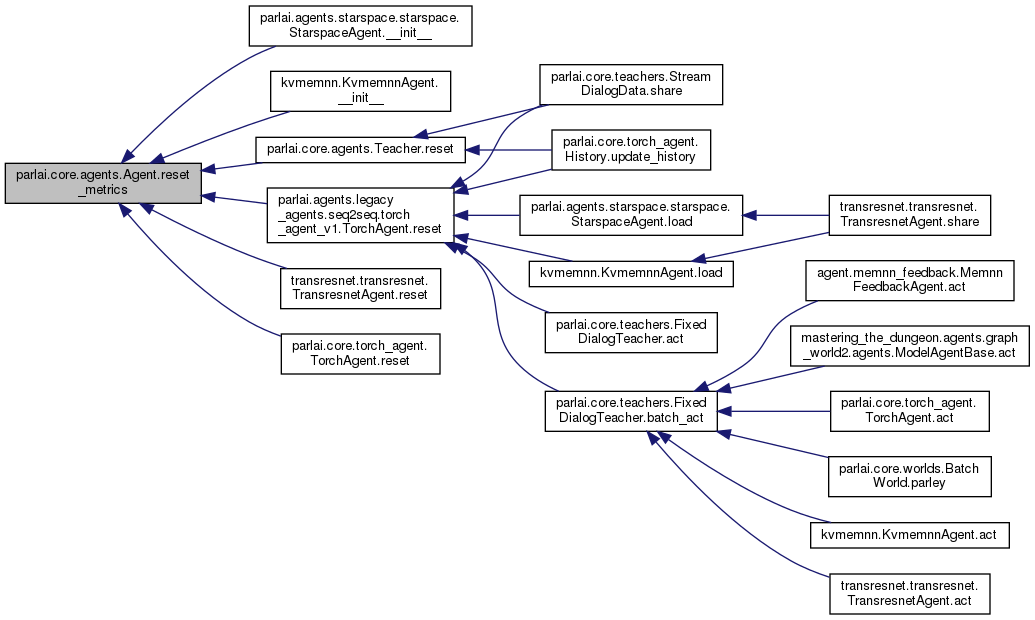 parlai.core.agents.Agent.reset
_metrics
parlai.agents.starspace.starspace.
StarspaceAgent.__init__
kvmemnn.KvmemnnAgent.
__init__
parlai.core.agents.Teacher.reset
parlai.agents.legacy
_agents.seq2seq.torch
_agent_v1.TorchAgent.reset
transresnet.transresnet.
TransresnetAgent.reset
parlai.core.torch_agent.
TorchAgent.reset
parlai.core.teachers.Stream
DialogData.share
parlai.core.torch_agent.
History.update_history
parlai.agents.starspace.starspace.
StarspaceAgent.load
kvmemnn.KvmemnnAgent.load
parlai.core.teachers.Fixed
DialogTeacher.act
parlai.core.teachers.Fixed
DialogTeacher.batch_act
transresnet.transresnet.
TransresnetAgent.share
agent.memnn_feedback.Memnn
FeedbackAgent.act
mastering_the_dungeon.agents.graph
_world2.agents.ModelAgentBase.act
parlai.core.torch_agent.
TorchAgent.act
parlai.core.worlds.Batch
World.parley
kvmemnn.KvmemnnAgent.act
transresnet.transresnet.
TransresnetAgent.act